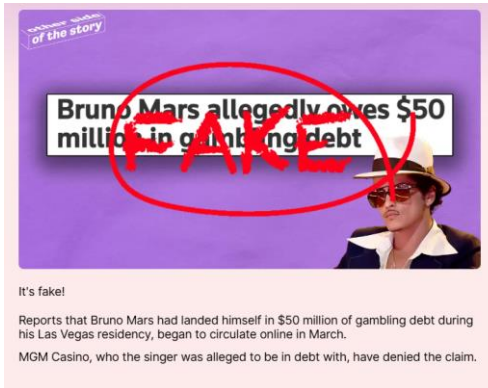 other side
of the story
Bruno Mars allegedly owes $50
million in gambling debt
FAKE
It's fake!
Reports that Bruno Mars had landed himself in $50 million of gambling debt during
his Las Vegas residency, began to circulate online in March.
MGM Casino, who the singer was alleged to be in debt with, have denied the claim.